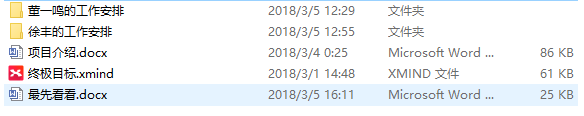 董一鸣的工作安排 2018/3/5 12:29 文件夹
徐丰的工作安排 2018/3/5 12:55 文件夹
项目介绍.docx 2018/3/4 0:25 Microsoft Word ... 86 KB
终极目标.xmind 2018/3/1 14:48 XMIND 文件 61 KB
最先看看.docx 2018/3/5 16:11 Microsoft Word ... 25 KB